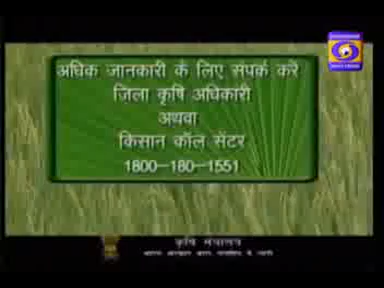 अधिक जानकारी के लिए संपर्क करें
ज़िला कृषि अधिकारी
अथवा
किसान कॉल सेंटर
1800-180-1551
कृषि मंत्रालय